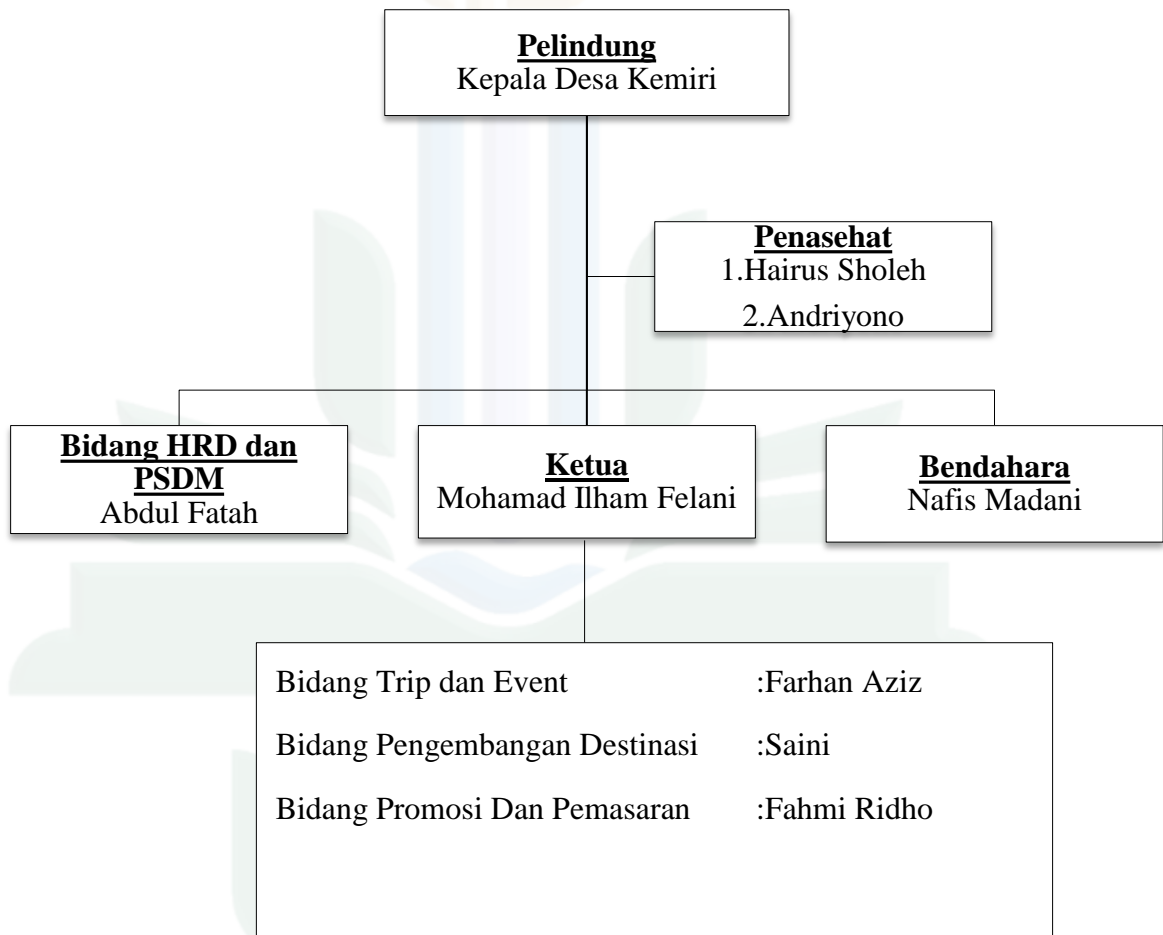 Pelindung
Kepala Desa Kemiri
Penasehat
1.Hairus Sholeh
2.Andriyono
Bidang HRD dan
PSDM
Abdul Fatah
Ketua
Mohamad Ilham Felani
Bendahara
Nafis Madani
Bidang Trip dan Event :Farhan Aziz
Bidang Pengembangan Destinasi :Saini
Bidang Promosi Dan Pemasaran :Fahmi Ridho